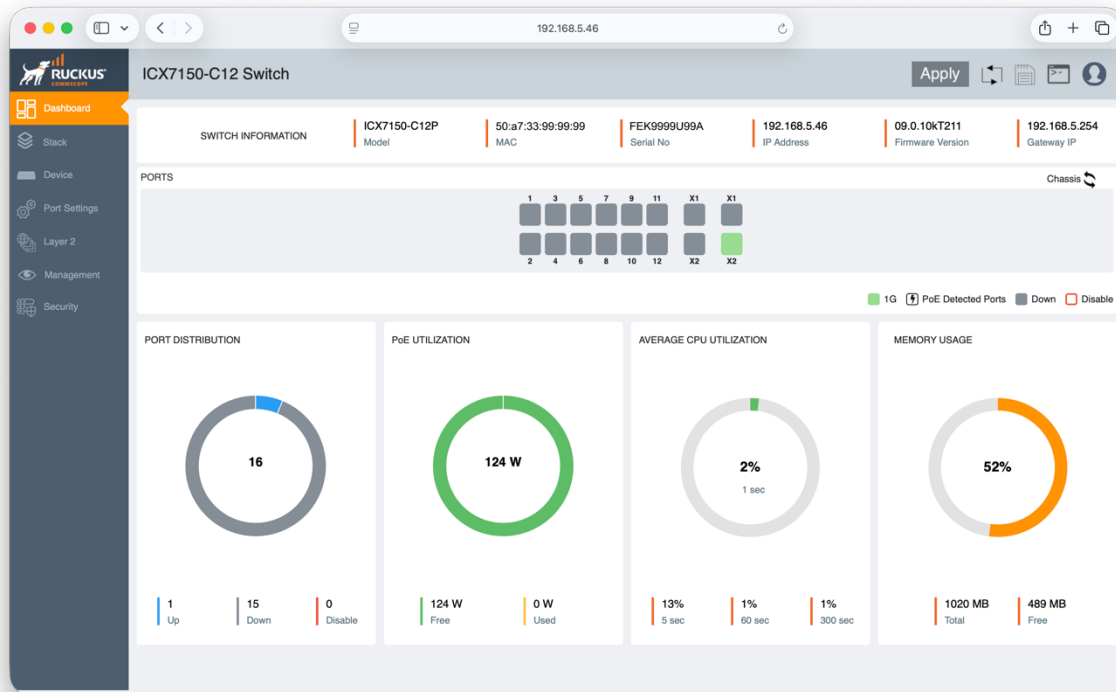 192.168.5.46
RUCKUS
COMMSCOPE
ICX7150-C12 Switch
Apply
Dashboard
Stack
Device
Port Settings
Layer 2
Management
Security
SWITCH INFORMATION
ICX7150-C12P
Model
50:a7:33:99:99:99
MAC
FEK9999U99A
Serial No
192.168.5.46
IP Address
09.0.10kT211
Firmware Version
192.168.5.254
Gateway IP
PORTS
Chassis
1 3 5 7 9 11 X1 X1
2 4 6 8 10 12 X2 X2
1G PoE Detected Ports Down Disable
PORT DISTRIBUTION
16
1
Up
15
Down
0
Disable
PoE UTILIZATION
124 W
124 W
Free
0 W
Used
AVERAGE CPU UTILIZATION
2%
1 sec
13%
5 sec
1%
60 sec
1%
300 sec
MEMORY USAGE
52%
1020 MB
Total
489 MB
Free